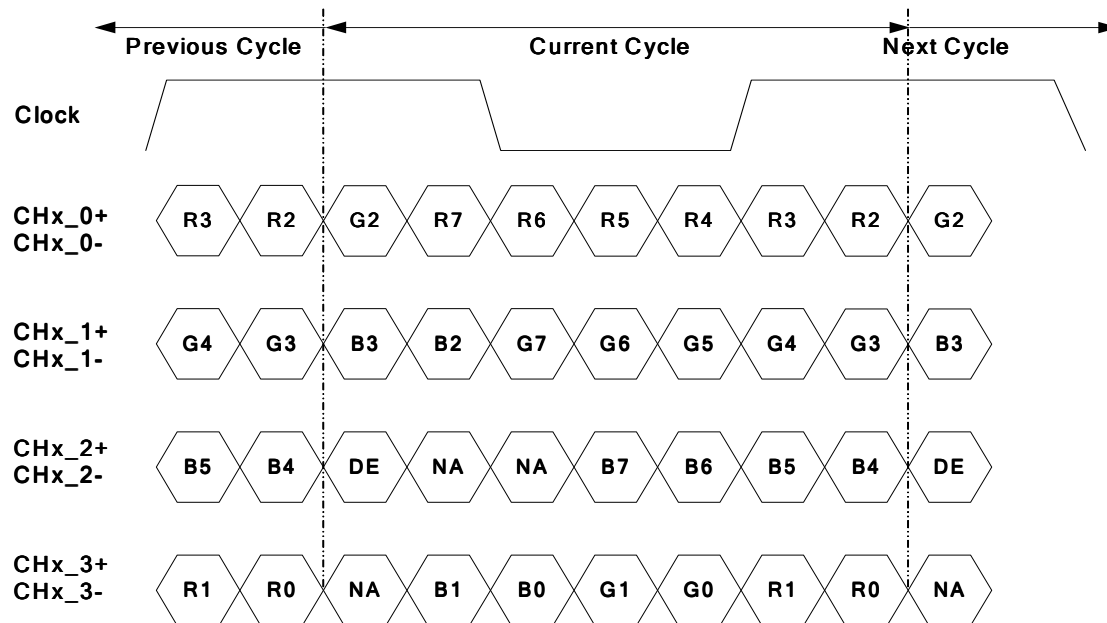 Previous Cycle Current Cycle Next Cycle
Clock
CHx_0+
CHx_0-
R3 R2 G2 R7 R6 R5 R4 R3 R2 G2
CHx_1+
CHx_1-
G4 G3 B3 B2 G7 G6 G5 G4 G3 B3
CHx_2+
CHx_2-
B5 B4 DE NA NA B7 B6 B5 B4 DE
CHx_3+
CHx_3-
R1 R0 NA B1 B0 G1 G0 R1 R0 NA